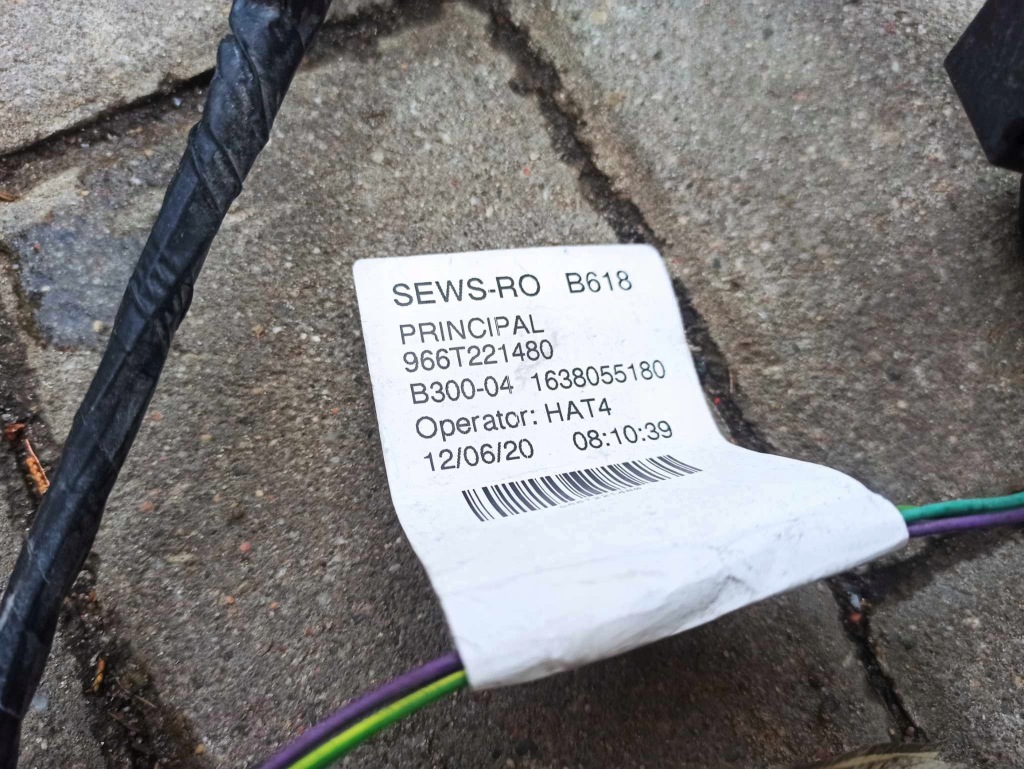 SEWS-RO B618
PRINCIPAL
966T221480
B300-04 1638055180
Operator: HAT4
12/06/20 08:10:39